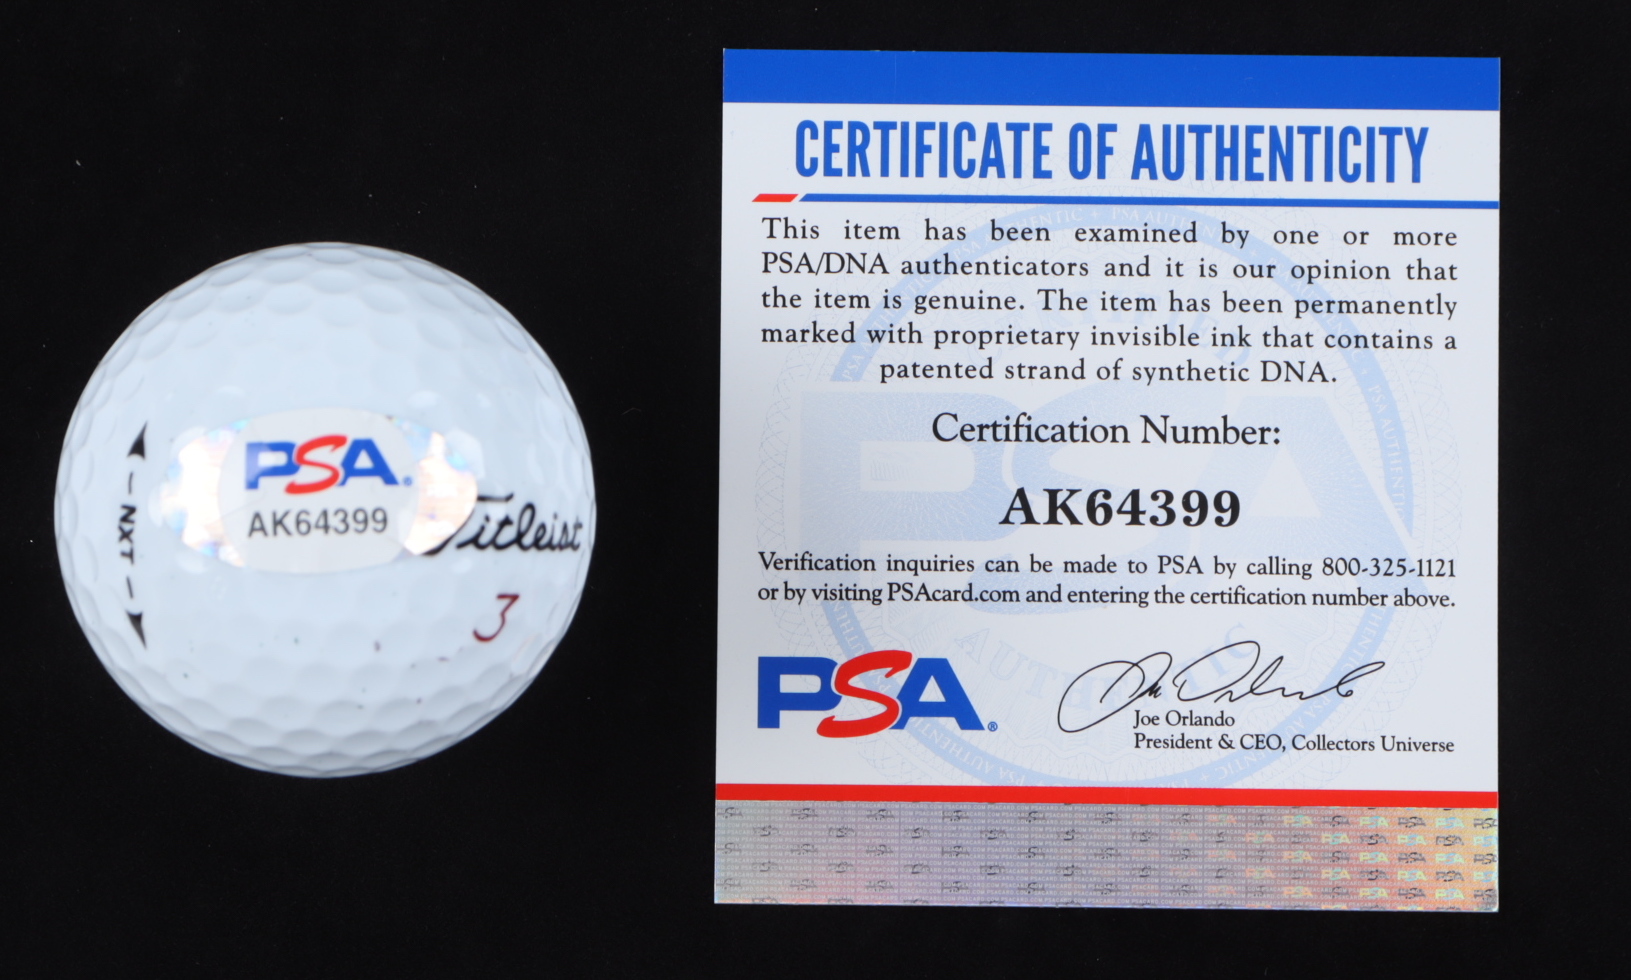 PSA®
AK64399
Titleist
3
- NXT -
CERTIFICATE OF AUTHENTICITY
This item has been examined by one or more
PSA/DNA authenticators and it is our opinion that
the item is genuine. The item has been permanently
marked with proprietary invisible ink that contains a
patented strand of synthetic DNA.
Certification Number:
AK64399
Verification inquiries can be made to PSA by calling 800-325-1121
or by visiting PSAcard.com and entering the certification number above.
PSA®
Joe Orlando
President & CEO, Collectors Universe